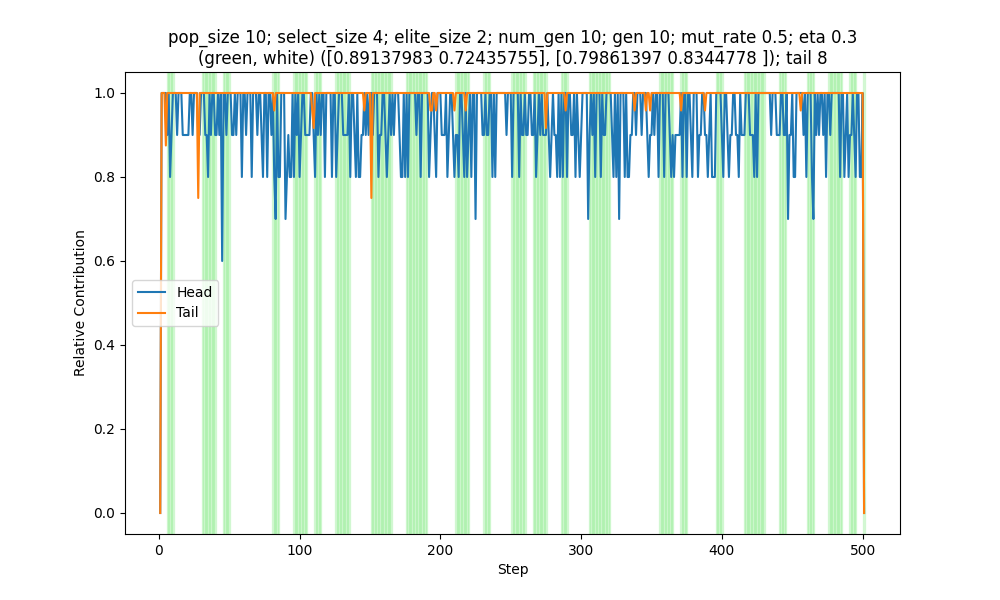 pop_size 10; select_size 4; elite_size 2; num_gen 10; gen 10; mut_rate 0.5; eta 0.3
(green, white) ([0.89137983 0.72435755], [0.79861397 0.8344778 ]); tail 8
1.0
0.8
0.6
0.4
0.2
0.0
Relative Contribution
Head
Tail
0
100
200
300
400
500
Step